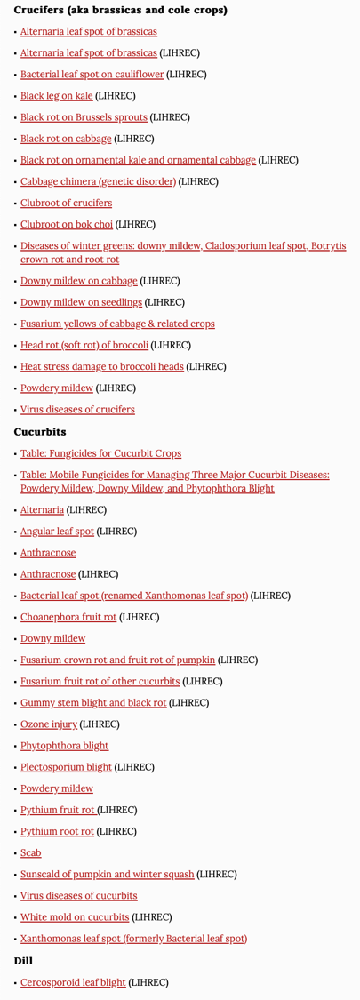 Crucifers (aka brassicas and cole crops)
• Alternaria leaf spot of brassicas
• Alternaria leaf spot of brassicas (LIHREC)
• Bacterial leaf spot on cauliflower (LIHREC)
• Black leg on kale (LIHREC)
• Black rot on Brussels sprouts (LIHREC)
• Black rot on cabbage (LIHREC)
• Black rot on ornamental kale and ornamental cabbage (LIHREC)
• Cabbage chimera (genetic disorder) (LIHREC)
• Clubroot of crucifers
• Clubroot on bok choi (LIHREC)
• Diseases of winter greens: downy mildew, Cladosporium leaf spot, Botrytis
crown rot and root rot
• Downy mildew on cabbage (LIHREC)
• Downy mildew on seedlings (LIHREC)
• Fusarium yellows of cabbage & related crops
• Head rot (soft rot) of broccoli (LIHREC)
• Heat stress damage to broccoli heads (LIHREC)
• Powdery mildew (LIHREC)
• Virus diseases of crucifers
Cucurbits
• Table: Fungicides for Cucurbit Crops
• Table: Mobile Fungicides for Managing Three Major Cucurbit Diseases:
Powdery Mildew, Downy Mildew, and Phytophthora Blight
• Alternaria (LIHREC)
• Angular leaf spot (LIHREC)
• Anthracnose
• Anthracnose (LIHREC)
• Bacterial leaf spot (renamed Xanthomonas leaf spot) (LIHREC)
• Choanephora fruit rot (LIHREC)
• Downy mildew
• Fusarium crown rot and fruit rot of pumpkin (LIHREC)
• Fusarium fruit rot of other cucurbits (LIHREC)
• Gummy stem blight and black rot (LIHREC)
• Ozone injury (LIHREC)
• Phytophthora blight
• Plectosporium blight (LIHREC)
• Powdery mildew
• Pythium fruit rot (LIHREC)
• Pythium root rot (LIHREC)
• Scab
• Sunscald of pumpkin and winter squash (LIHREC)
• Virus diseases of cucurbits
• White mold on cucurbits (LIHREC)
• Xanthomonas leaf spot (formerly Bacterial leaf spot)
Dill
• Cercosporoid leaf blight (LIHREC)